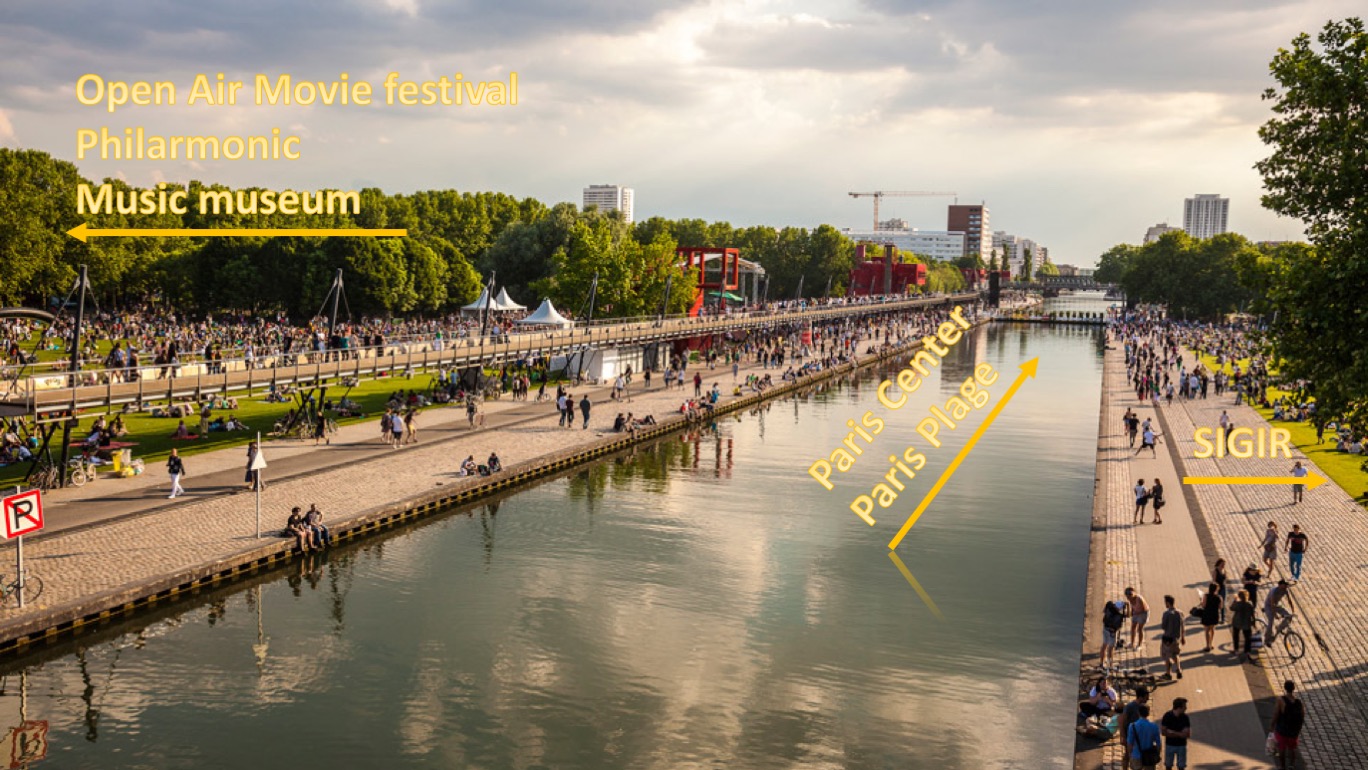 Open Air Movie festival
Philarmonic
Music museum
Paris Center
Paris Plage
SIGIR
P